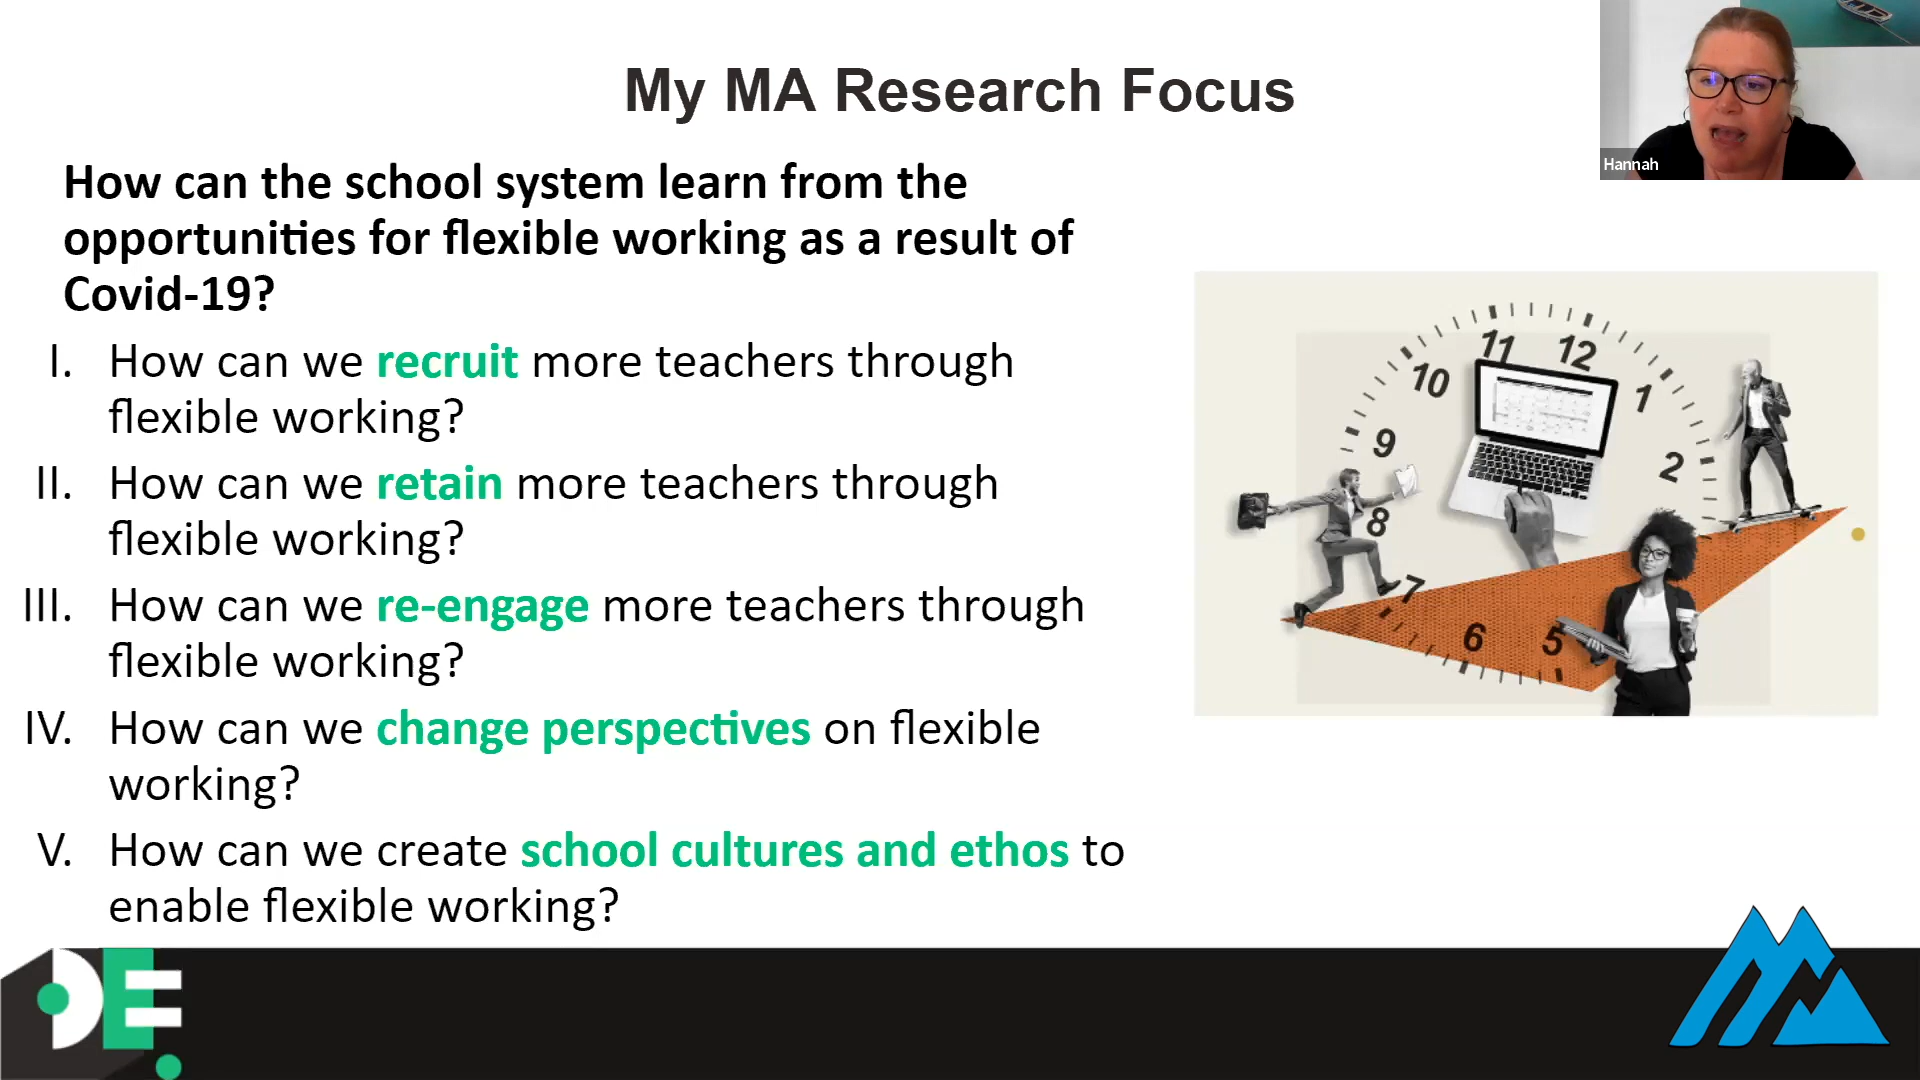 My MA Research Focus
Hannah
How can the school system learn from the
opportunities for flexible working as a result of
Covid-19?
I. How can we recruit more teachers through
flexible working?
II. How can we retain more teachers through
flexible working?
III. How can we re-engage more teachers through
flexible working?
IV. How can we change perspectives on flexible
working?
V. How can we create school cultures and ethos to
enable flexible working?
11
12
10
1
9
2
8
7
6
5
DE